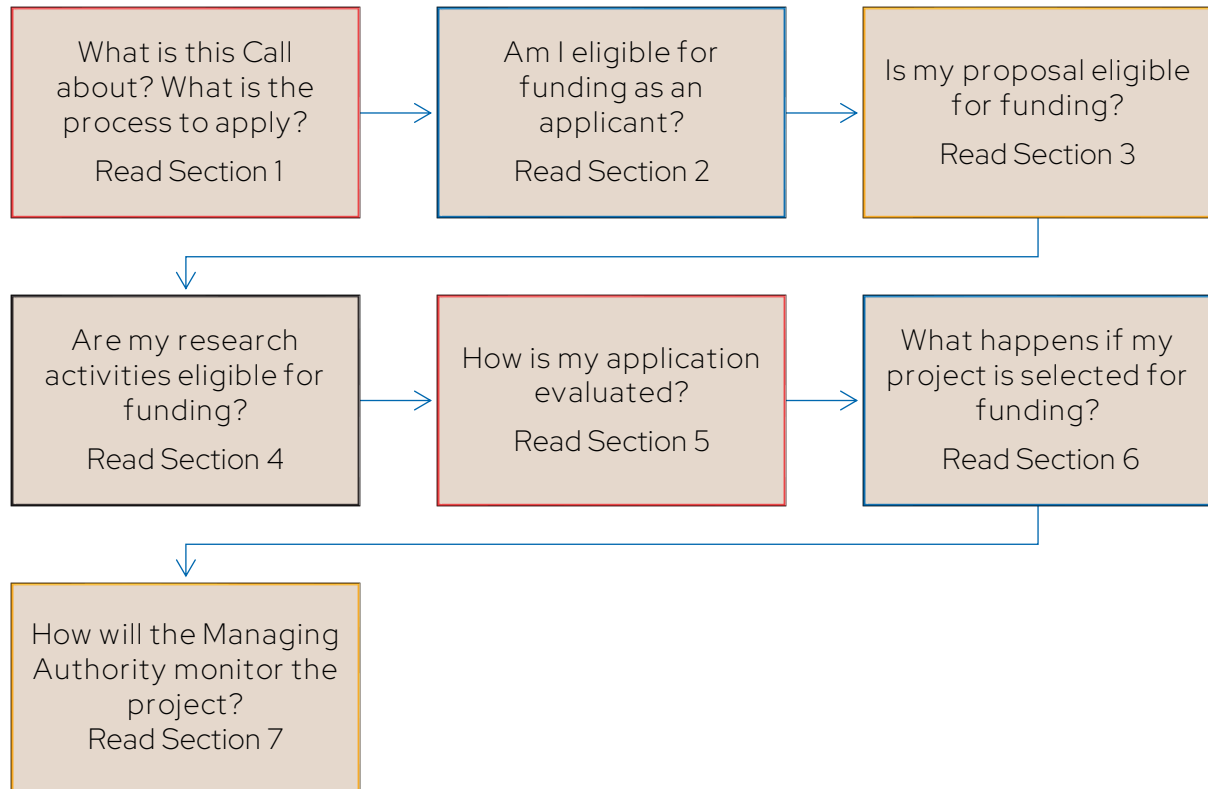 What is this Call
about? What is the
process to apply?
Read Section 1
Am I eligible for
funding as an
applicant?
Read Section 2
Is my proposal eligible
for funding?
Read Section 3
Are my research
activities eligible for
funding?
Read Section 4
How is my application
evaluated?
Read Section 5
What happens if my
project is selected for
funding?
Read Section 6
How will the Managing
Authority monitor the
project?
Read Section 7